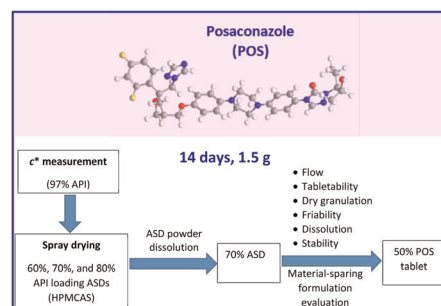 Posaconazole
(POS)
14 days, 1.5 g
c* measurement
(97% API)
Spray drying
60%, 70%, and 80%
API loading ASDs
(HPMCAS)
ASD powder
dissolution
70% ASD
• Flow
• Tabletability
• Dry granulation
• Friability
• Dissolution
• Stability
Material-sparing
formulation
evaluation
50% POS
tablet